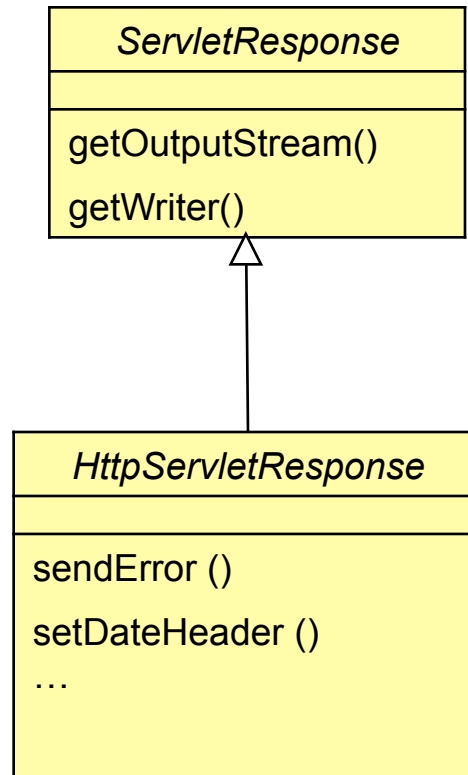 ServletResponse
getOutputStream()
getWriter()
HttpServletResponse
sendError ()
setDateHeader ()
…